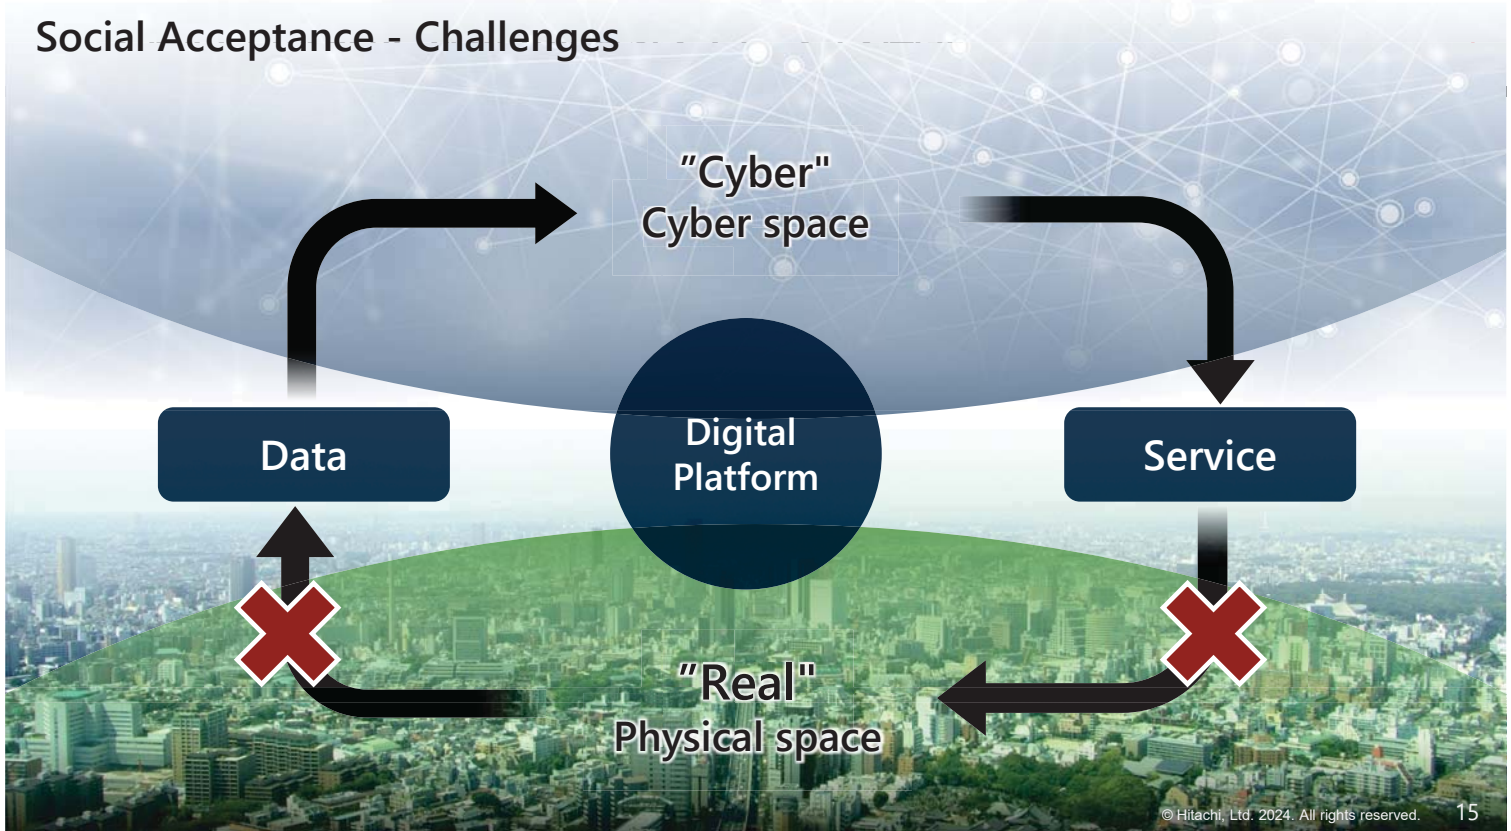 Social Acceptance - Challenges
”Cyber"
Cyber space
Data
Digital
Platform
Service
”Real"
Physical space
© Hitachi, Ltd. 2024. All rights reserved. 15